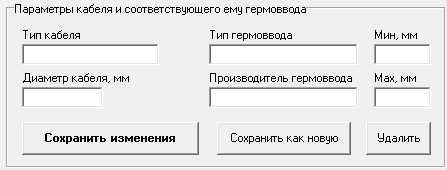 Параметры кабеля и соответствующего ему гермоввода
Тип кабеля
Тип гермоввода
Мин, мм
Диаметр кабеля, мм
Производитель гермоввода
Мах, мм
Сохранить изменения
Сохранить как новую
Удалить